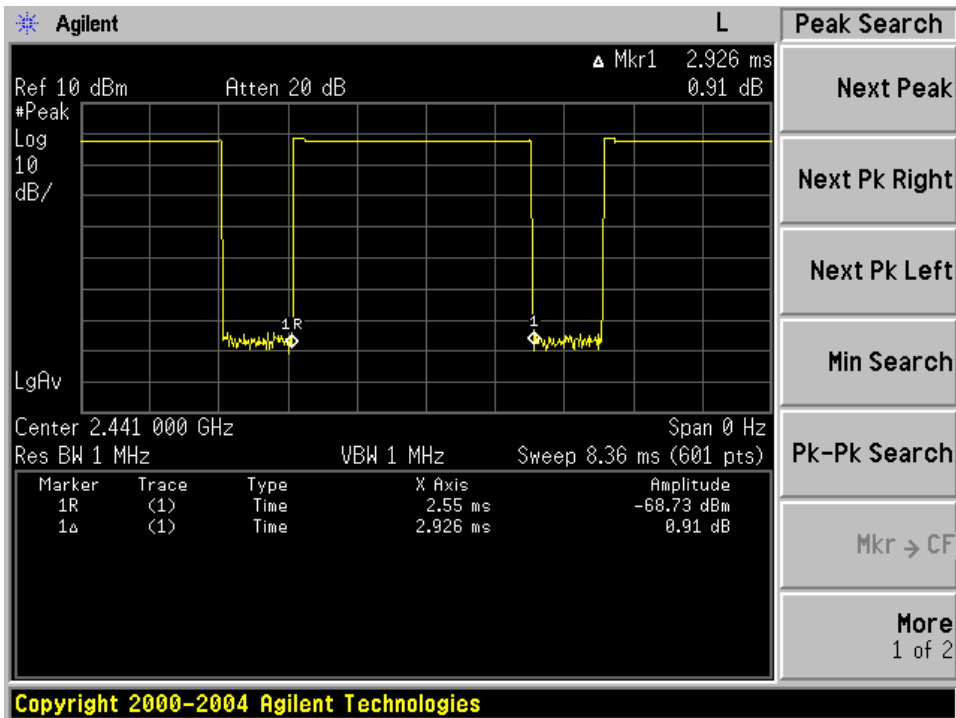 Agilent L Peak Search
Δ Mkr1 2.926 ms
Ref 10 dBm Atten 20 dB 0.91 dB
#Peak
Log
10
dB/
1R 1
LgAv
Center 2.441 000 GHz Span 0 Hz
Res BW 1 MHz VBW 1 MHz Sweep 8.36 ms (601 pts)
Marker Trace Type X Axis Amplitude
1R (1) Time 2.55 ms -68.73 dBm
1Δ (1) Time 2.926 ms 0.91 dB
Next Peak
Next Pk Right
Next Pk Left
Min Search
Pk-Pk Search
Mkr → CF
More
1 of 2
Copyright 2000-2004 Agilent Technologies